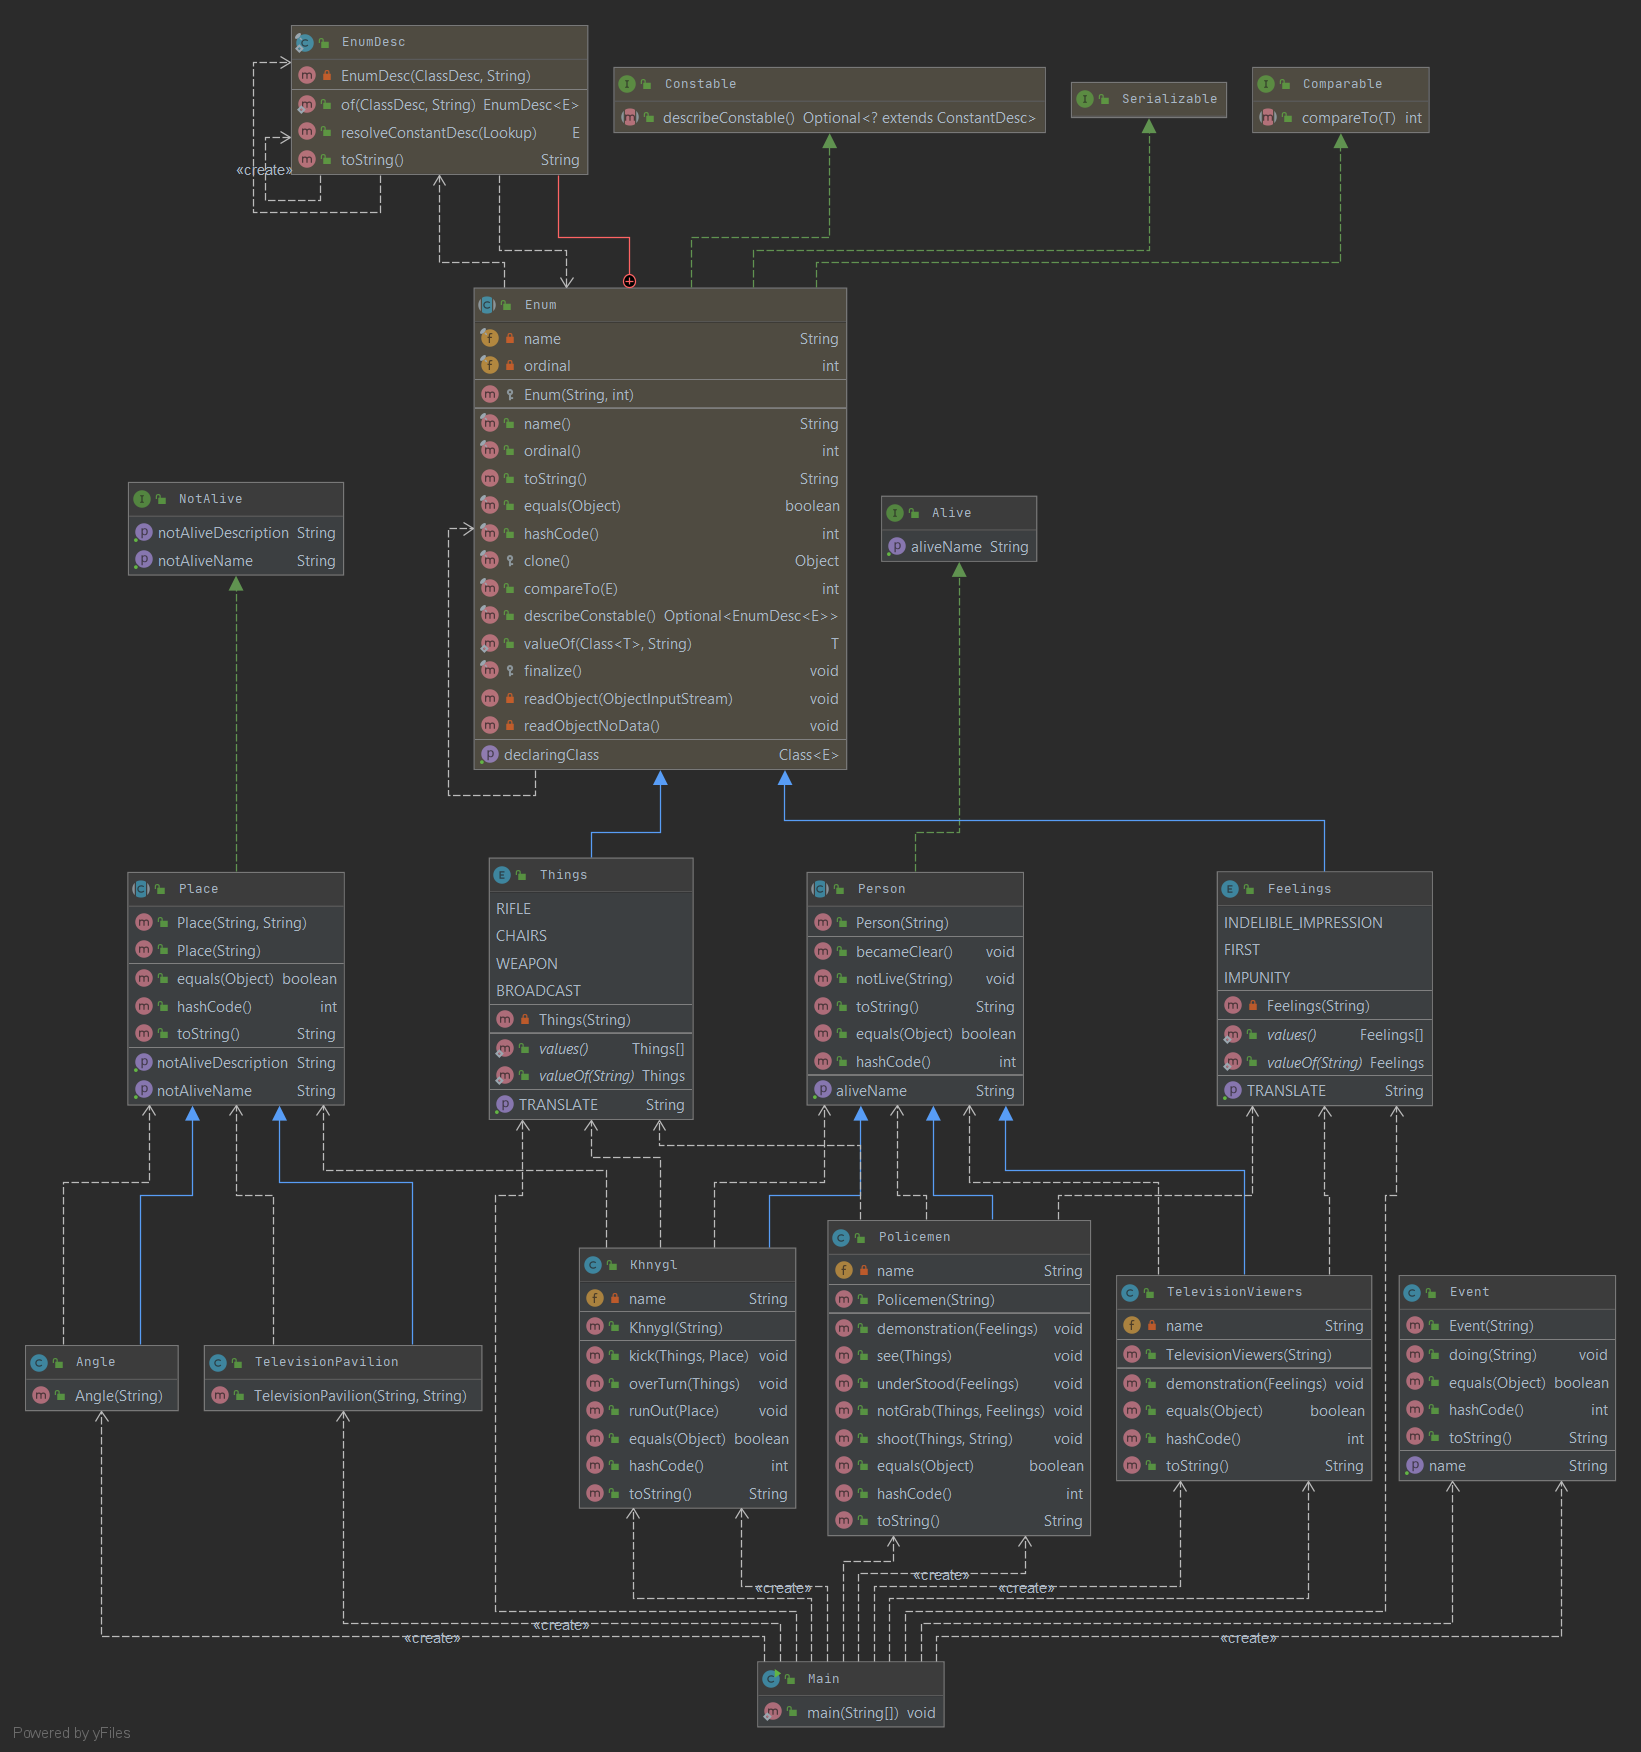 EnumDesc
EnumDesc(ClassDesc, String)
of(ClassDesc, String) EnumDesc<E>
resolveConstantDesc(Lookup) E
toString() String
«create»
Constable
describeConstable() Optional<? extends ConstantDesc>
Serializable
Comparable
compareTo(T) int
Enum
name String
ordinal int
Enum(String, int)
name() String
ordinal() int
toString() String
equals(Object) boolean
hashCode() int
clone() Object
compareTo(E) int
describeConstable() Optional<EnumDesc<E>>
valueOf(Class<T>, String) T
finalize() void
readObject(ObjectInputStream) void
readObjectNoData() void
declaringClass Class<E>
NotAlive
notAliveDescription String
notAliveName String
Alive
aliveName String
Place
Place(String, String)
Place(String)
equals(Object) boolean
hashCode() int
toString() String
notAliveDescription String
notAliveName String
Things
RIFLE
CHAIRS
WEAPON
BROADCAST
Things(String)
values() Things[]
valueOf(String) Things
TRANSLATE String
Person
Person(String)
becameClear() void
notLive(String) void
toString() String
equals(Object) boolean
hashCode() int
aliveName String
Feelings
INDELIBLE_IMPRESSION
FIRST
IMPUNITY
Feelings(String)
values() Feelings[]
valueOf(String) Feelings
TRANSLATE String
Angle
Angle(String)
TelevisionPavilion
TelevisionPavilion(String, String)
Khnygl
name String
Khnygl(String)
kick(Things, Place) void
overTurn(Things) void
runOut(Place) void
equals(Object) boolean
hashCode() int
toString() String
Policemen
name String
Policemen(String)
demonstration(Feelings) void
see(Things) void
underStood(Feelings) void
notGrab(Things, Feelings) void
shoot(Things, String) void
equals(Object) boolean
hashCode() int
toString() String
TelevisionViewers
name String
TelevisionViewers(String)
demonstration(Feelings) void
equals(Object) boolean
hashCode() int
toString() String
Event
Event(String)
doing(String) void
equals(Object) boolean
hashCode() int
toString() String
name String
«create»
«create»
«create»
«create»
«create»
«create»
Main
main(String[]) void
Powered by yFiles